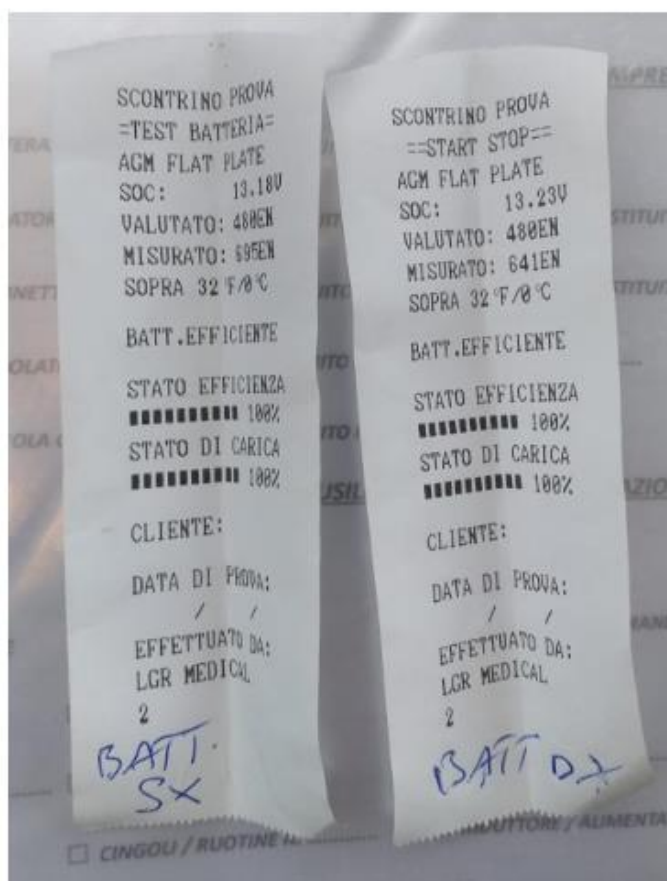 SCONTRINO PROVA
=TEST BATTERIA=
AGM FLAT PLATE
SOC: 13.18V
VALUTATO: 480EN
MISURATO: 695EN
SOPRA 32°F/0°C
BATT.EFFICIENTE
STATO EFFICIENZA
100%
STATO DI CARICA
100%
CLIENTE:
DATA DI PROVA:
/ /
EFFETTUATO DA:
LGR MEDICAL
2
BATT.
SX
SCONTRINO PROVA
==START STOP==
AGM FLAT PLATE
SOC: 13.23V
VALUTATO: 480EN
MISURATO: 641EN
SOPRA 32°F/0°C
BATT.EFFICIENTE
STATO EFFICIENZA
100%
STATO DI CARICA
100%
CLIENTE:
DATA DI PROVA:
/ /
EFFETTUATO DA:
LGR MEDICAL
2
BATT DX
CINGOLI / RUOTINE